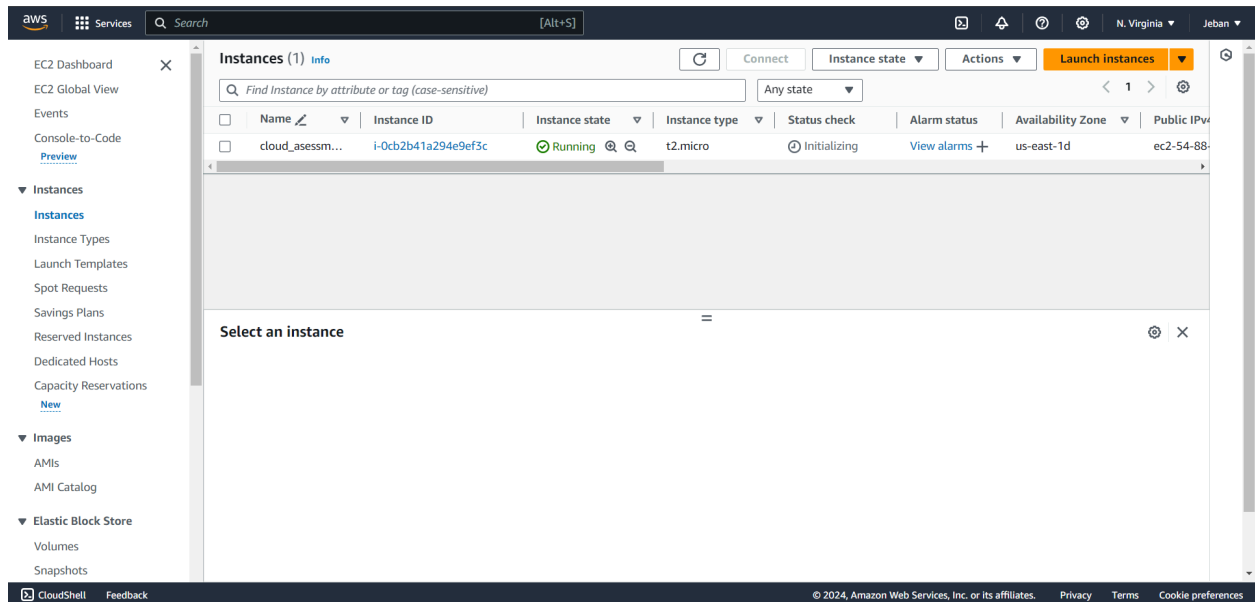 aws Services Search [Alt+S] N. Virginia Jeban
EC2 Dashboard
EC2 Global View
Events
Console-to-Code
Preview
Instances
Instances
Instance Types
Launch Templates
Spot Requests
Savings Plans
Reserved Instances
Dedicated Hosts
Capacity Reservations
New
Images
AMIs
AMI Catalog
Elastic Block Store
Volumes
Snapshots
Instances (1) Info Connect Instance state Actions Launch instances
Find Instance by attribute or tag (case-sensitive) Any state 1
Name Instance ID Instance state Instance type Status check Alarm status Availability Zone Public IPv4
cloud_asessm... i-0cb2b41a294e9ef3c Running t2.micro Initializing View alarms + us-east-1d ec2-54-88-
Select an instance
CloudShell Feedback © 2024, Amazon Web Services, Inc. or its affiliates. Privacy Terms Cookie preferences